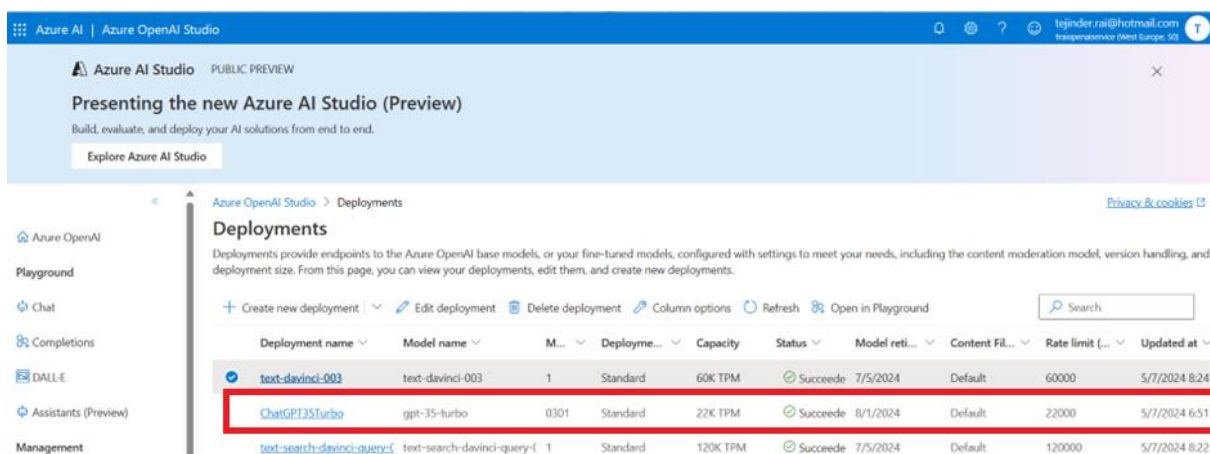 Azure AI | Azure OpenAI Studio
tejinder.rai@hotmail.com
(West Europe, S0)
T
Azure AI Studio PUBLIC PREVIEW
Presenting the new Azure AI Studio (Preview)
Build, evaluate, and deploy your AI solutions from end to end.
Explore Azure AI Studio
Azure OpenAI Studio > Deployments
Privacy & cookies
Azure OpenAI
Playground
Chat
Completions
DALL·E
Assistants (Preview)
Management
Deployments
Deployments provide endpoints to the Azure OpenAI base models, or your fine-tuned models, configured with settings to meet your needs, including the content moderation model, version handling, and
deployment size. From this page, you can view your deployments, edit them, and create new deployments.
Create new deployment Edit deployment Delete deployment Column options Refresh Open in Playground Search
Deployment name Model name M... Deployme... Capacity Status Model reti... Content Fil... Rate limit (... Updated at
text-davinci-003 text-davinci-003 1 Standard 60K TPM Succeede 7/5/2024 Default 60000 5/7/2024 8:24
ChatGPT35Turbo gpt-35-turbo 0301 Standard 22K TPM Succeede 8/1/2024 Default 22000 5/7/2024 6:51
text-search-davinci-query-( text-search-davinci-query-( 1 Standard 120K TPM Succeede 7/5/2024 Default 120000 5/7/2024 8:22